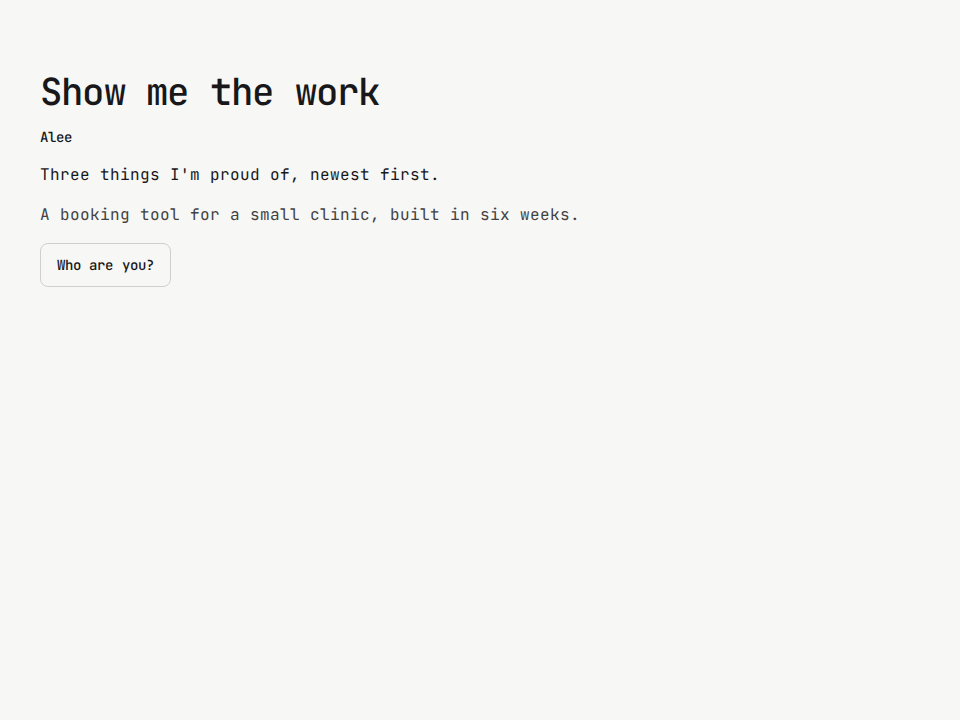 Show me the work
Alee
Three things I'm proud of, newest first.
A booking tool for a small clinic, built in six weeks.
Who are you?